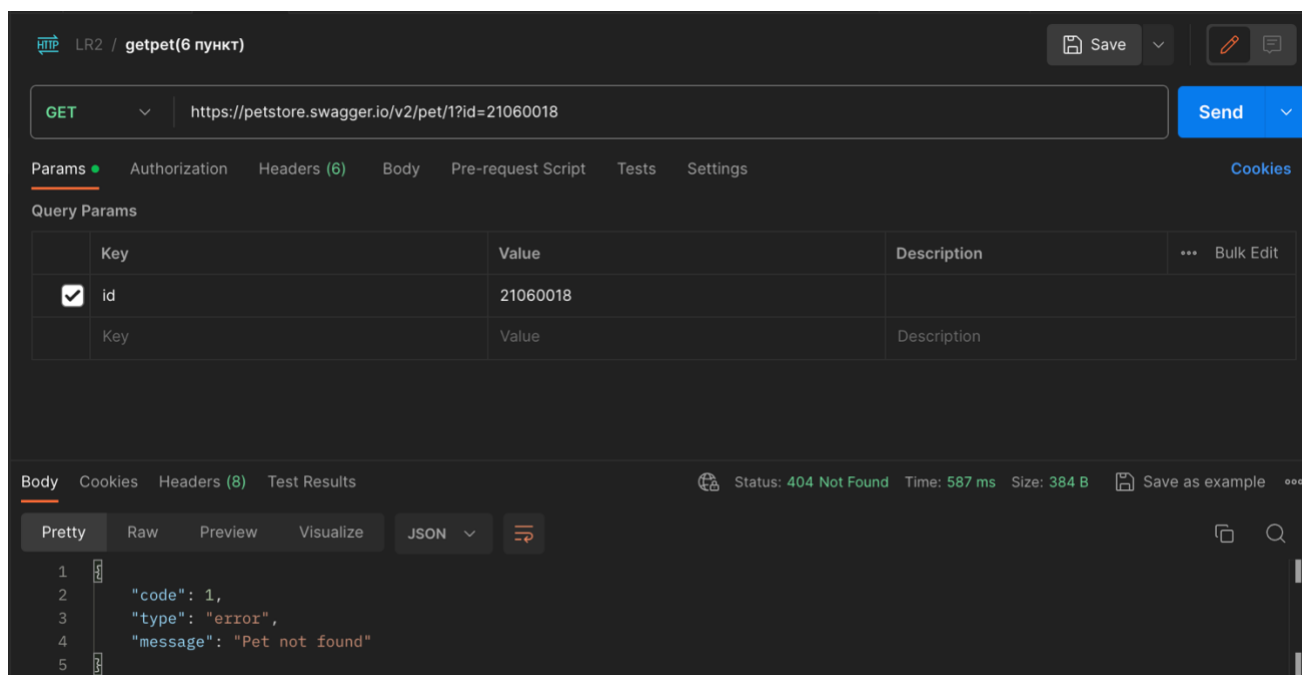 HTTP LR2 / getpet(6 пункт) Save
GET https://petstore.swagger.io/v2/pet/1?id=21060018 Send
Params Authorization Headers (6) Body Pre-request Script Tests Settings Cookies
Query Params
Key Value Description Bulk Edit
id 21060018
Key Value Description
Body Cookies Headers (8) Test Results Status: 404 Not Found Time: 587 ms Size: 384 B Save as example
Pretty Raw Preview Visualize JSON
1 {
2 "code": 1,
3 "type": "error",
4 "message": "Pet not found"
5 }